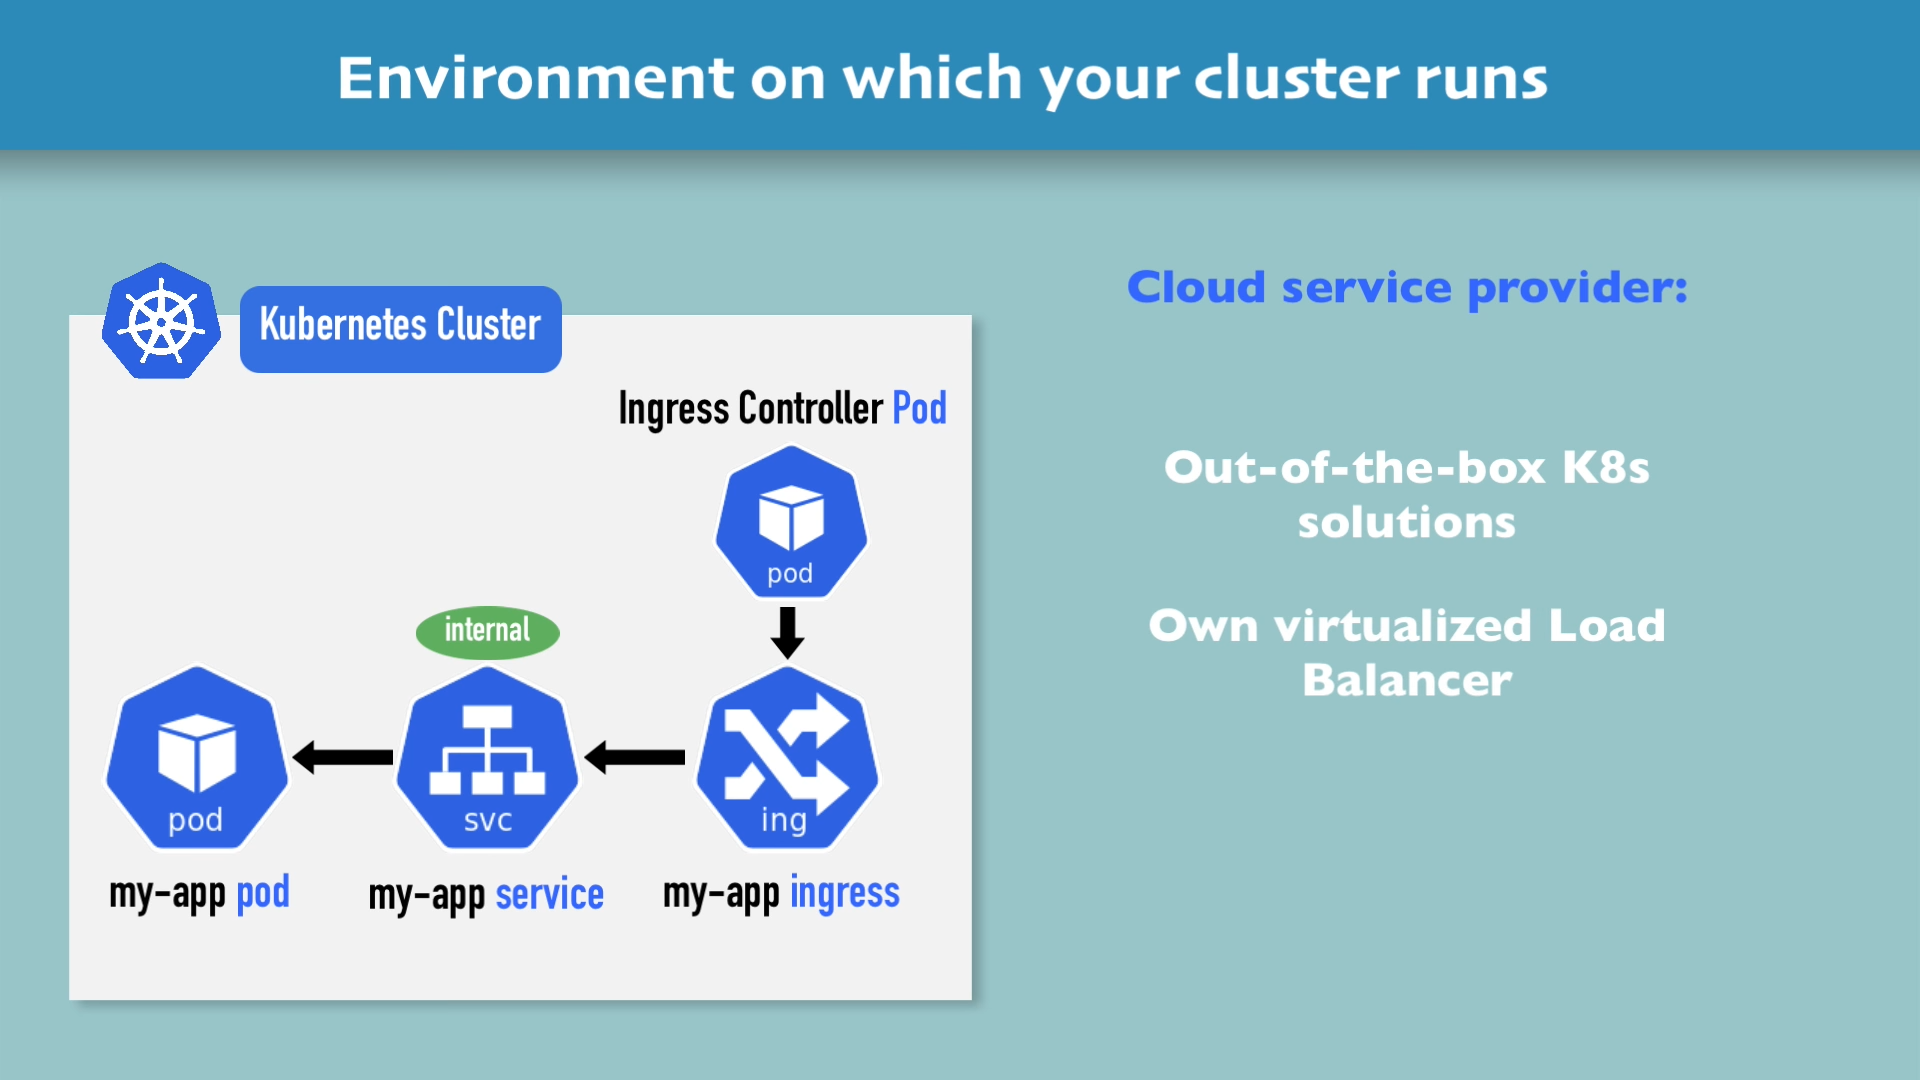 Environment on which your cluster runs
Kubernetes Cluster
Ingress Controller Pod
pod
internal
pod
svc
ing
my-app pod
my-app service
my-app ingress
Cloud service provider:
Out-of-the-box K8s
solutions
Own virtualized Load
Balancer